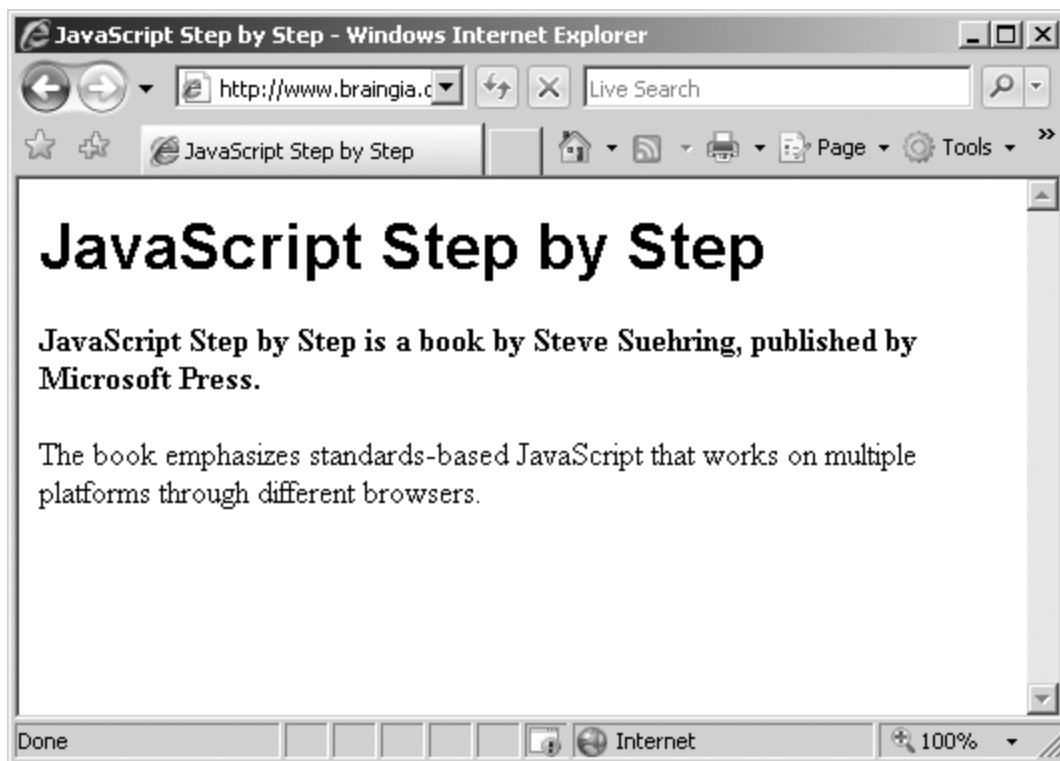 JavaScript Step by Step - Windows Internet Explorer
http://www.braingia.c
Live Search
JavaScript Step by Step
Page
Tools
»
JavaScript Step by Step
JavaScript Step by Step is a book by Steve Suehring, published by
Microsoft Press.
The book emphasizes standards-based JavaScript that works on multiple
platforms through different browsers.
Done
Internet
100%